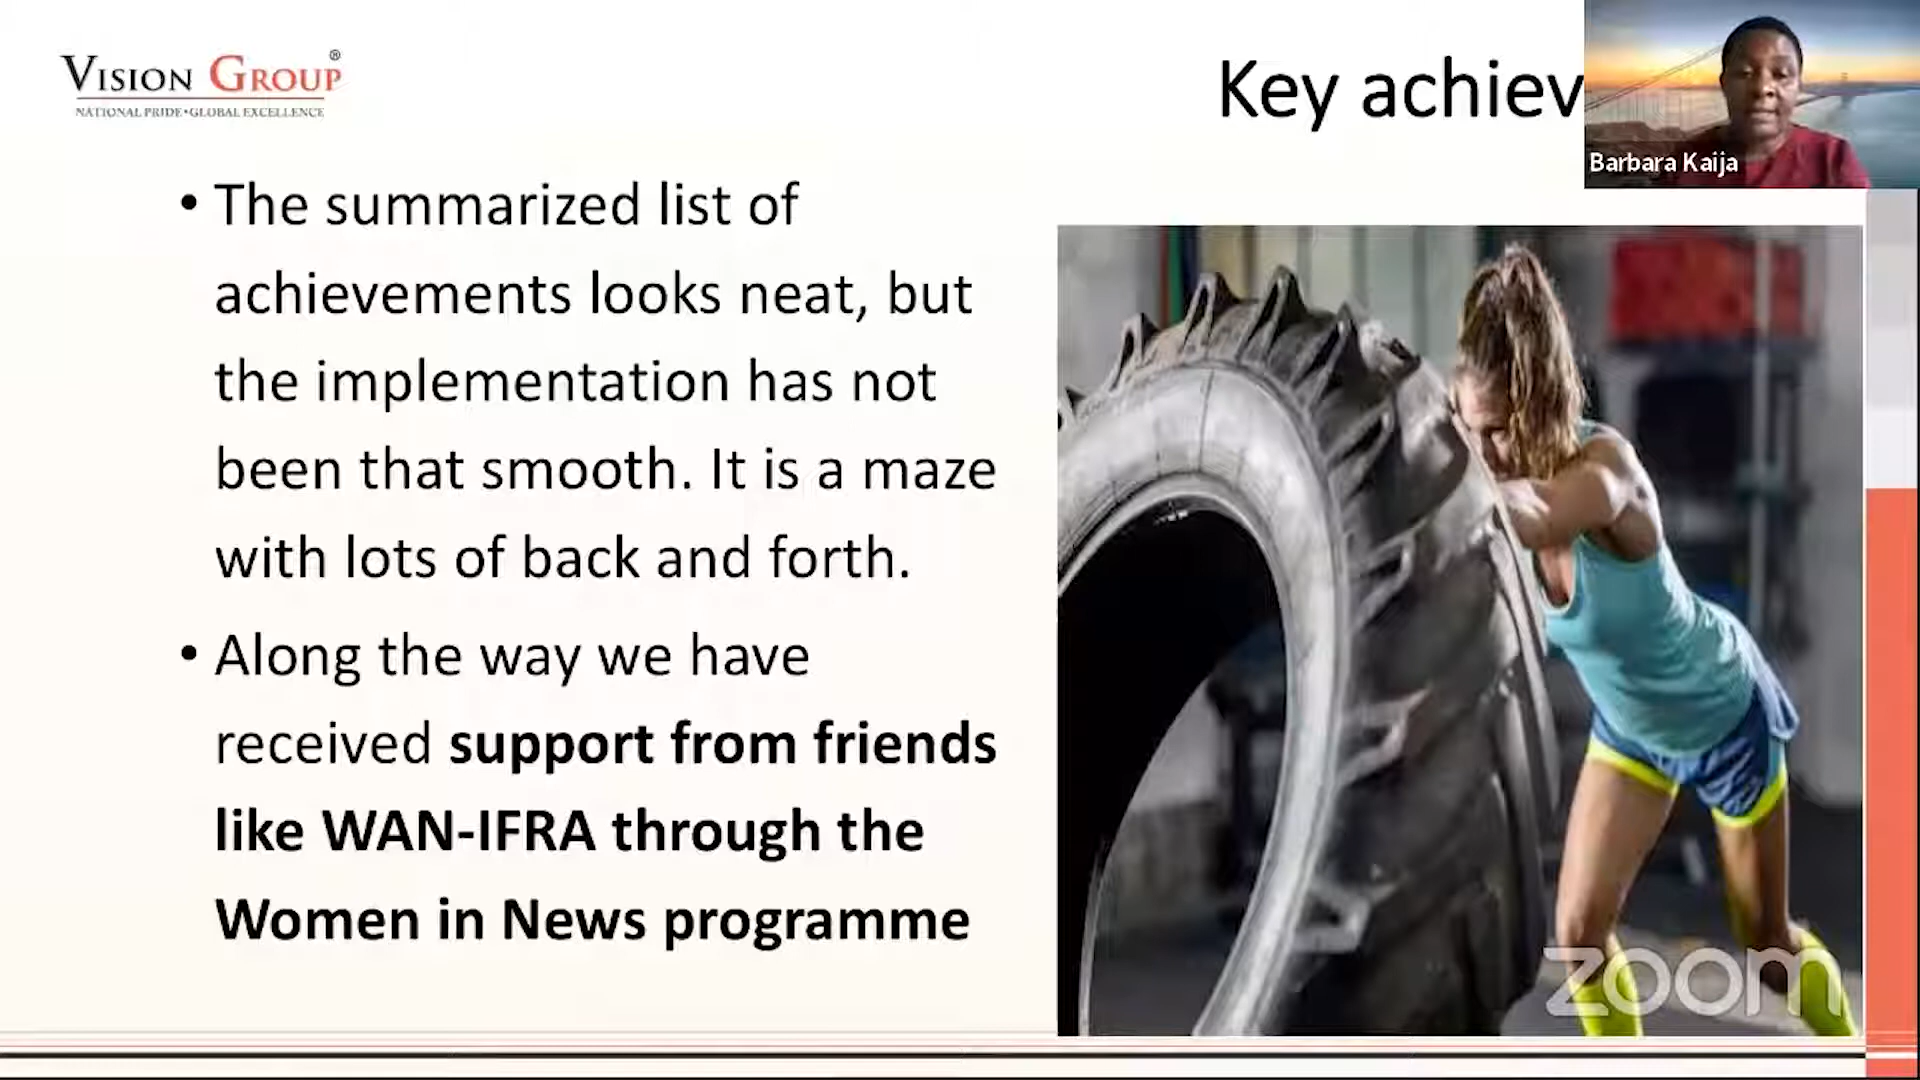 VISION GROUP®
NATIONAL PRIDE•GLOBAL EXCELLENCE
Key achiev
Barbara Kaija
• The summarized list of
achievements looks neat, but
the implementation has not
been that smooth. It is a maze
with lots of back and forth.
• Along the way we have
received support from friends
like WAN-IFRA through the
Women in News programme
zoom